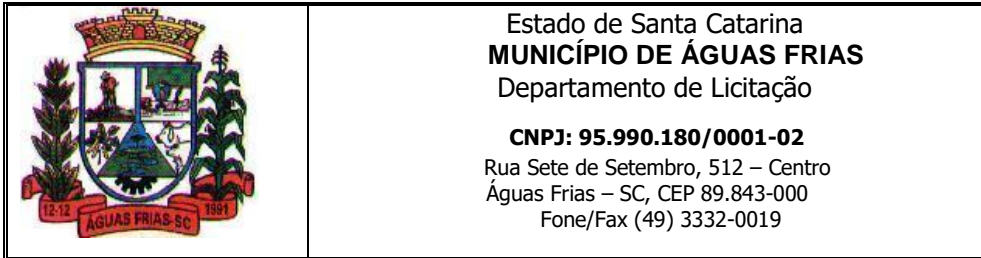 12-12
ÁGUAS FRIAS-SC
1991
Estado de Santa Catarina
MUNICÍPIO DE ÁGUAS FRIAS
Departamento de Licitação
CNPJ: 95.990.180/0001-02
Rua Sete de Setembro, 512 – Centro
Águas Frias – SC, CEP 89.843-000
Fone/Fax (49) 3332-0019